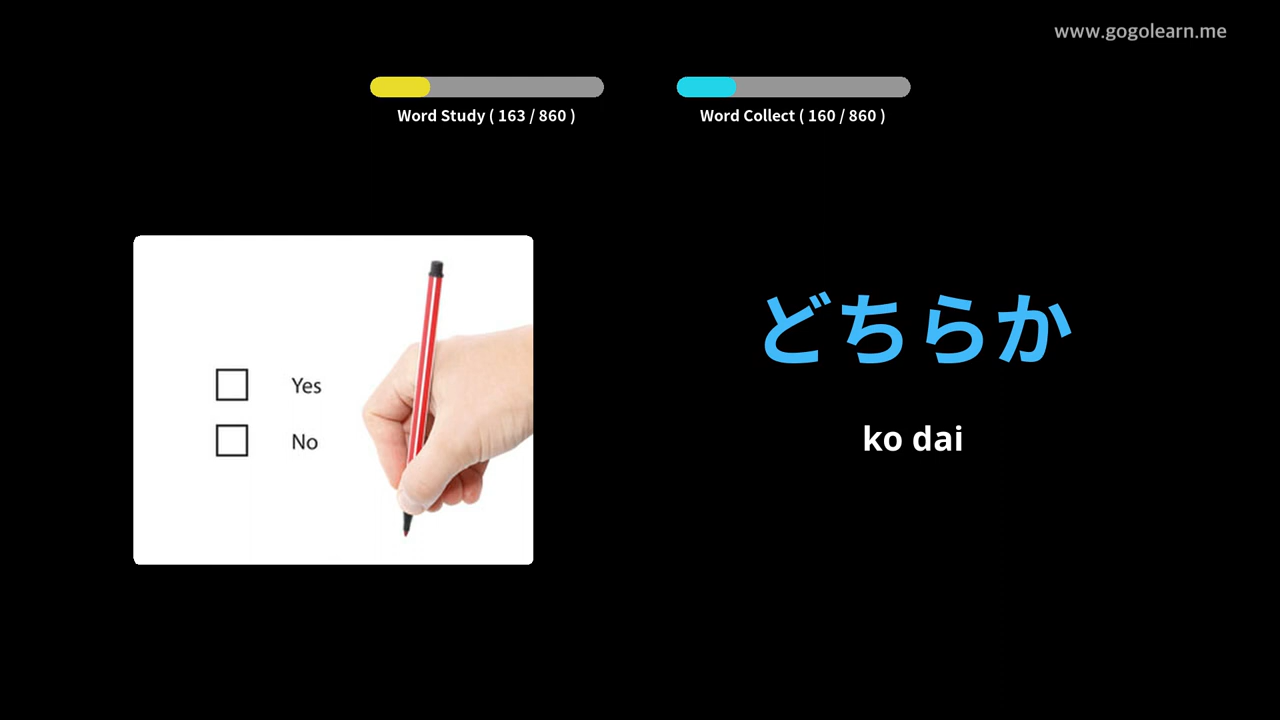 www.gogolearn.me
Word Study ( 163 / 860 )
Word Collect ( 160 / 860 )
Yes
No
どちらか
ko dai